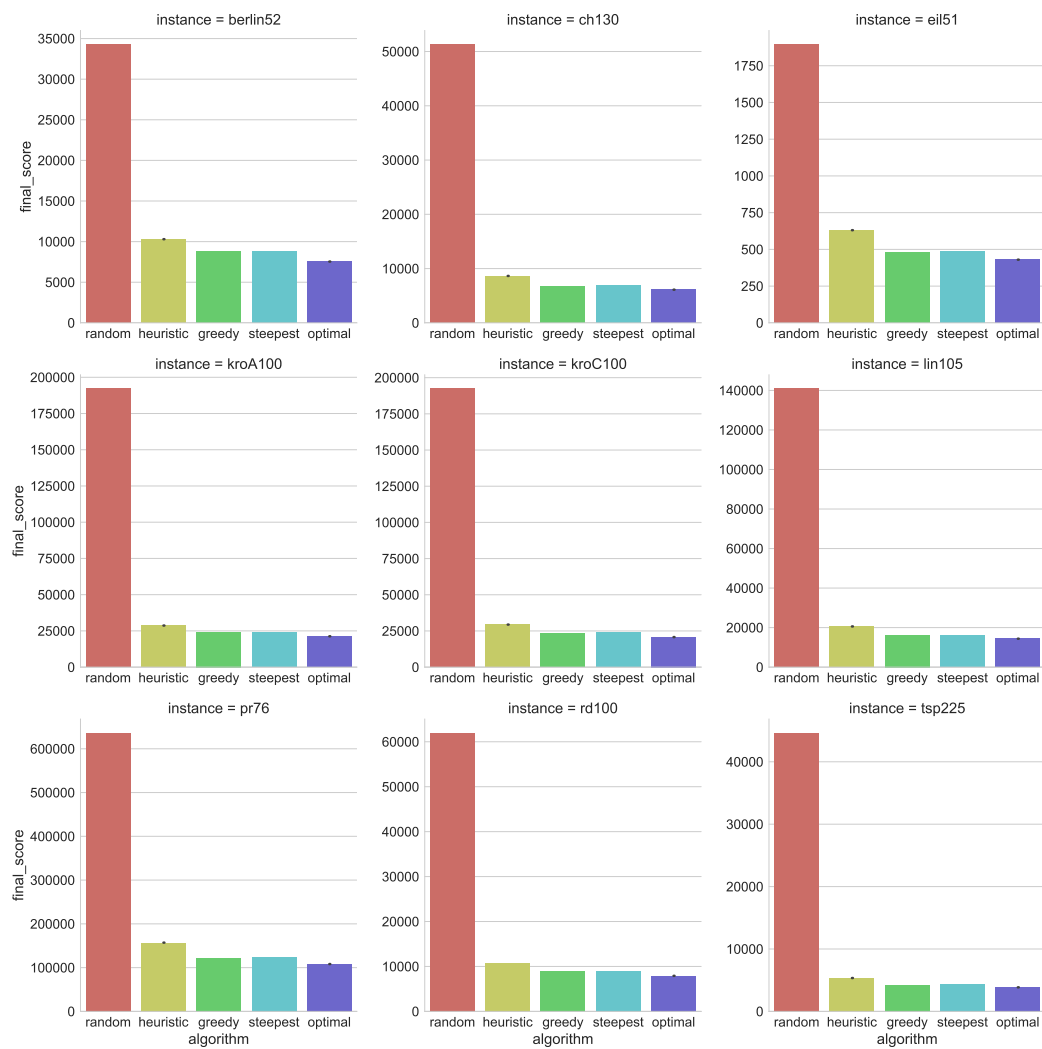 instance = berlin52
instance = ch130
instance = eil51
final_score
35000
30000
25000
20000
15000
10000
5000
0
random heuristic greedy steepest optimal
50000
40000
30000
20000
10000
0
random heuristic greedy steepest optimal
1750
1500
1250
1000
750
500
250
0
random heuristic greedy steepest optimal
instance = kroA100
instance = kroC100
instance = lin105
final_score
200000
175000
150000
125000
100000
75000
50000
25000
0
random heuristic greedy steepest optimal
200000
175000
150000
125000
100000
75000
50000
25000
0
random heuristic greedy steepest optimal
140000
120000
100000
80000
60000
40000
20000
0
random heuristic greedy steepest optimal
instance = pr76
instance = rd100
instance = tsp225
final_score
600000
500000
400000
300000
200000
100000
0
random heuristic greedy steepest optimal
algorithm
60000
50000
40000
30000
20000
10000
0
random heuristic greedy steepest optimal
algorithm
40000
30000
20000
10000
0
random heuristic greedy steepest optimal
algorithm